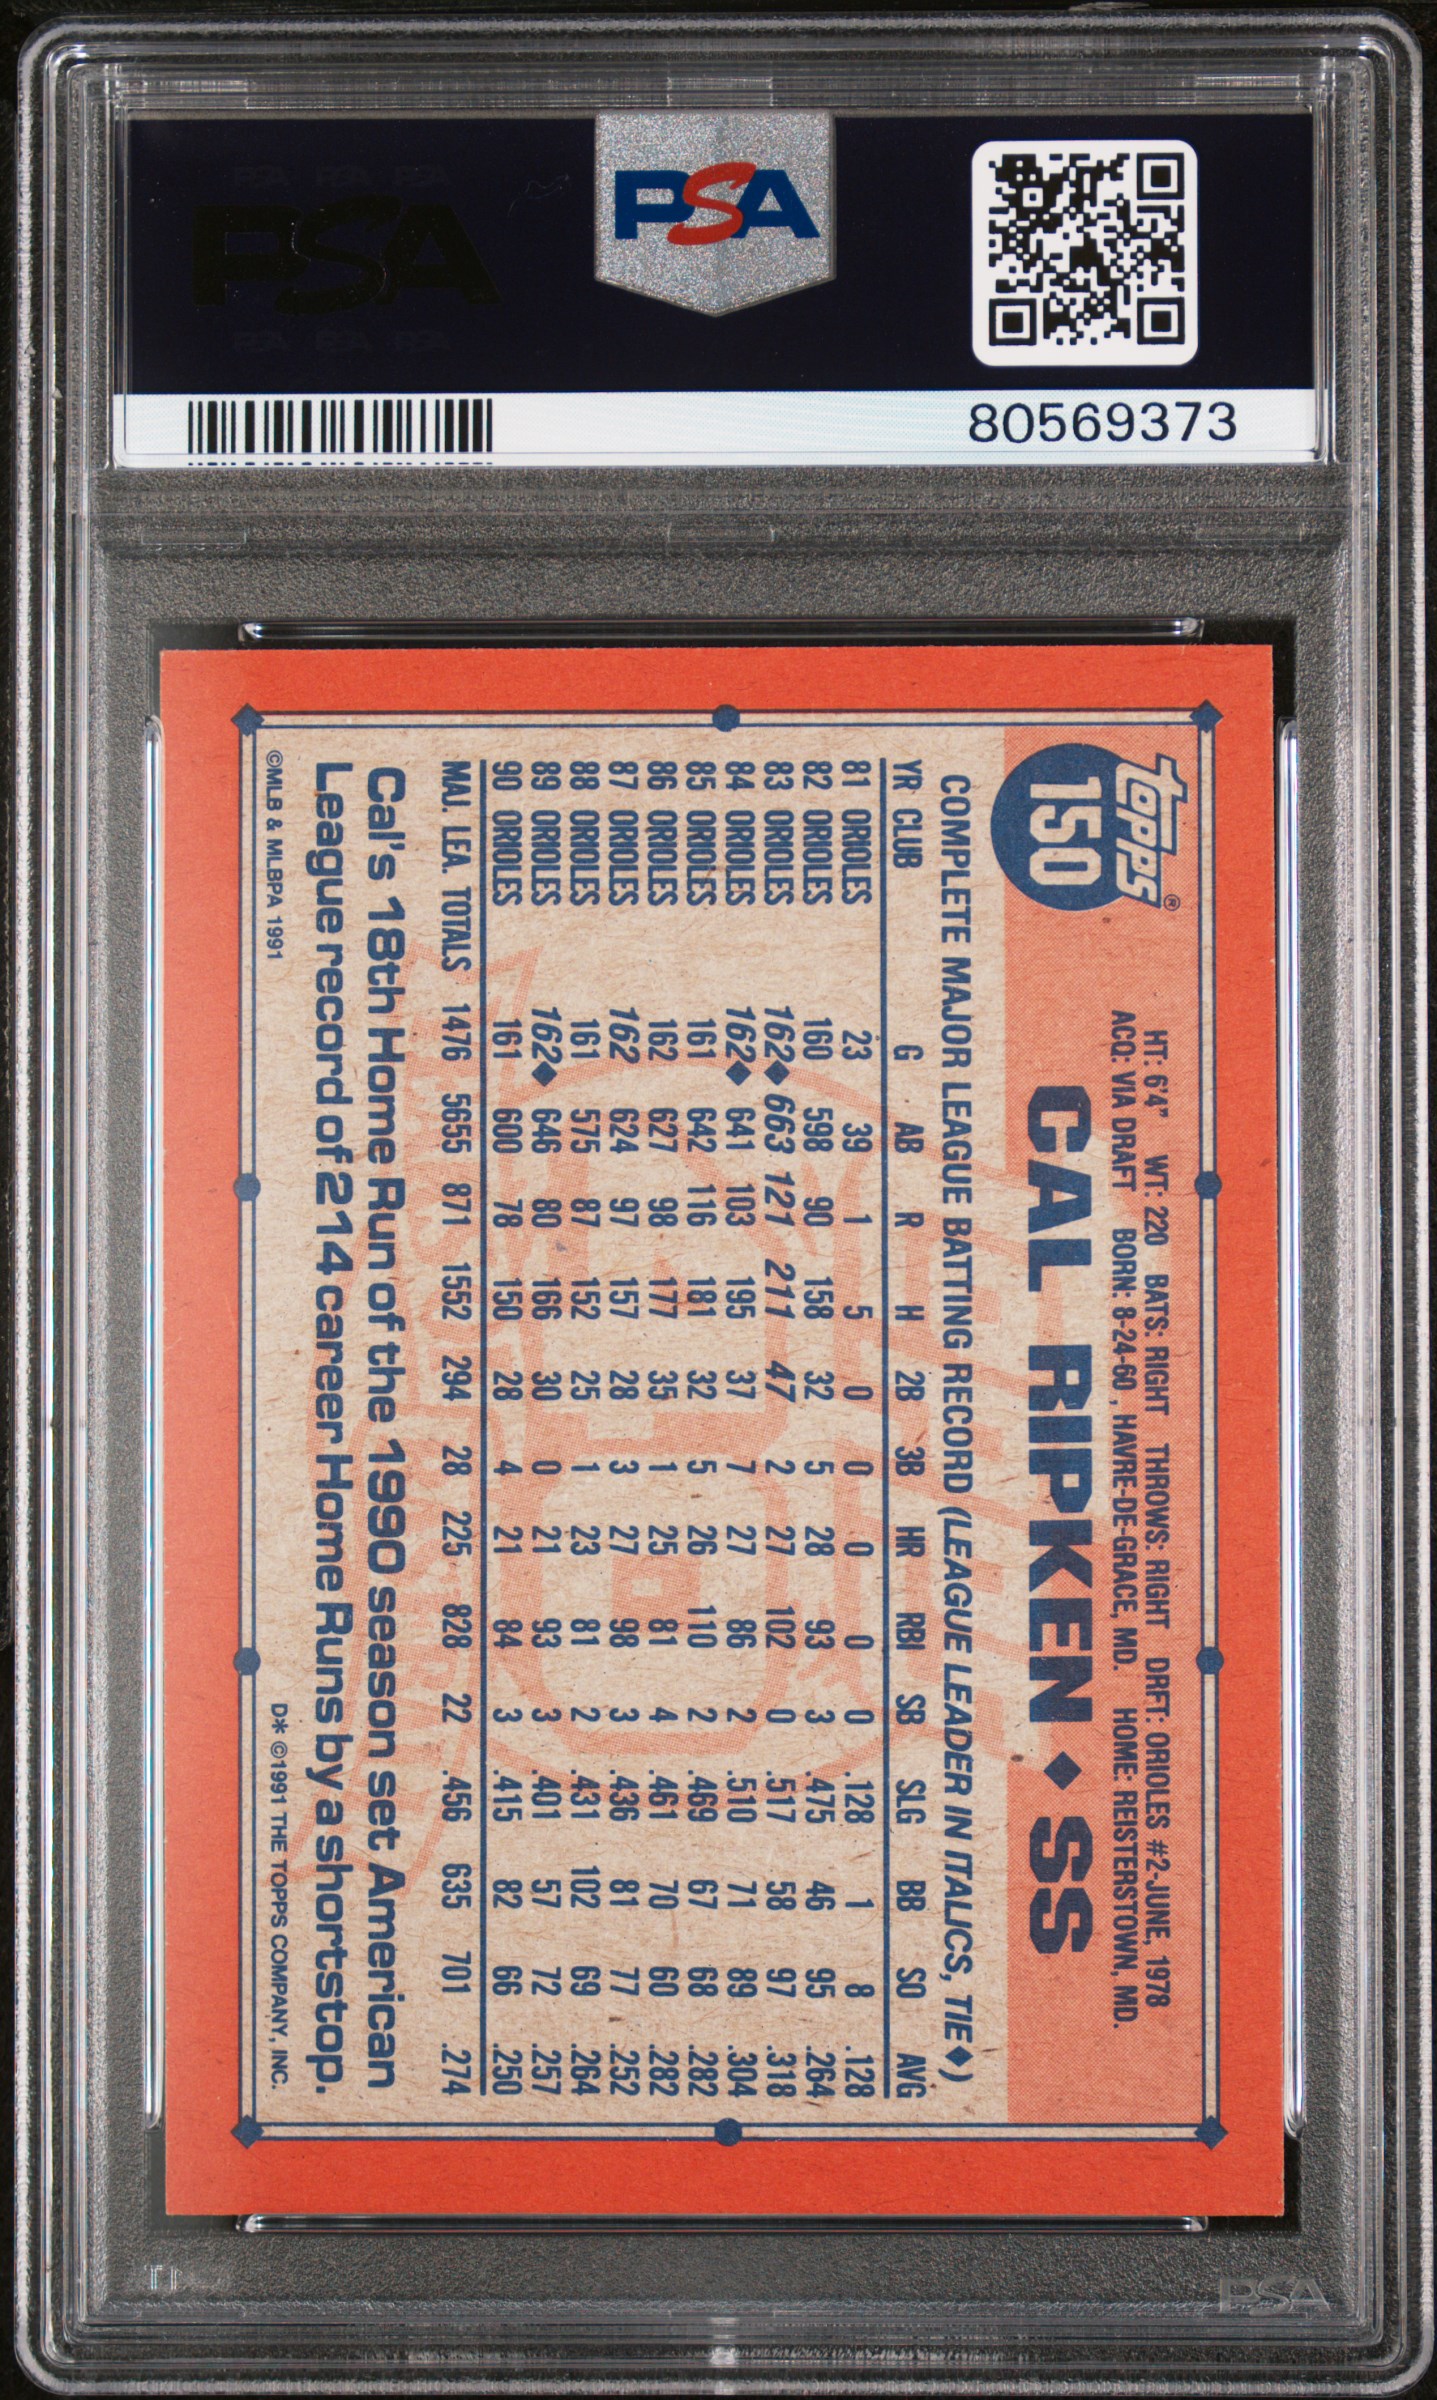 PSA
PSA
80569373
topps®
150
HT: 6'4" WT: 220 BATS: RIGHT THROWS: RIGHT DRFT: ORIOLES #2-JUNE, 1978
ACQ: VIA DRAFT BORN: 8-24-60, HAVRE-DE-GRACE, MD. HOME: REISTERSTOWN, MD.
CAL RIPKEN ♦ SS
COMPLETE MAJOR LEAGUE BATTING RECORD (LEAGUE LEADER IN ITALICS, TIE♦)
YR CLUB G AB R H 2B 3B HR RBI SB SLG BB SO AVG
81 ORIOLES 23 39 1 5 0 0 0 0 0 .128 1 8 .128
82 ORIOLES 160 598 90 158 32 5 28 93 3 .475 46 95 .264
83 ORIOLES 162♦ 663 121 211 47 2 27 102 0 .517 58 97 .318
84 ORIOLES 162♦ 641 103 195 37 7 27 86 2 .510 71 89 .304
85 ORIOLES 161 642 116 181 32 5 26 110 2 .469 67 68 .282
86 ORIOLES 162 627 98 177 35 1 25 81 4 .461 70 60 .282
87 ORIOLES 162 624 97 157 28 3 27 98 3 .436 81 77 .252
88 ORIOLES 161 575 87 152 25 1 23 81 2 .431 102 69 .264
89 ORIOLES 162♦ 646 80 166 30 0 21 93 3 .401 57 72 .257
90 ORIOLES 161 600 78 150 28 4 21 84 3 .415 82 66 .250
MAJ. LEA. TOTALS 1476 5655 871 1552 294 28 225 828 22 .456 635 701 .274
Cal's 18th Home Run of the 1990 season set American
League record of 214 career Home Runs by a shortstop.
©MLB & MLBPA 1991 D* ©1991 THE TOPPS COMPANY, INC.
PSA